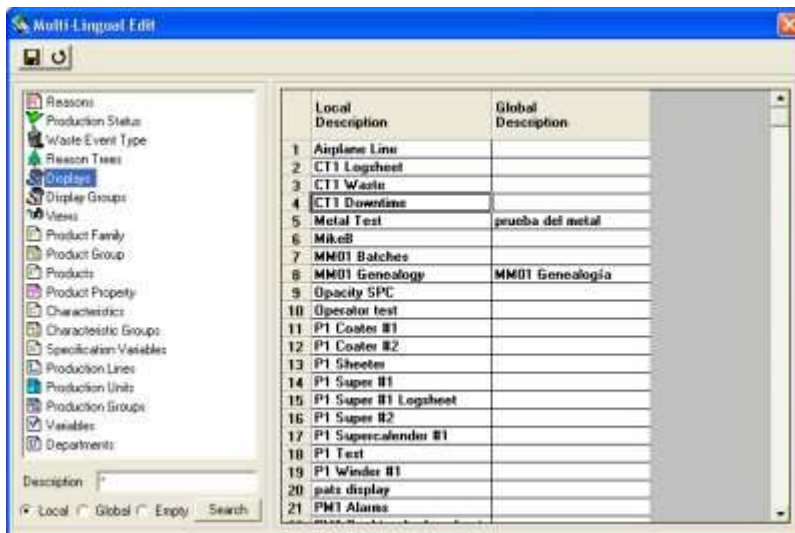 Multi-Lingual Edit
Reasons
Production Status
Waste Event Type
Reason Trees
Displays
Display Groups
Views
Product Family
Product Group
Products
Product Property
Characteristics
Characteristic Groups
Specification Variables
Production Lines
Production Units
Production Groups
Variables
Departments
Description
Local Global Empty Search
Local Description Global Description
1 Airplane Line
2 CT1 Logsheet
3 CT1 Waste
4 CT1 Downtime
5 Metal Test prueba del metal
6 MikeB
7 MM01 Batches
8 MM01 Genealogy MM01 Genealogía
9 Opacity SPC
10 Operator test
11 P1 Coater #1
12 P1 Coater #2
13 P1 Sheeter
14 P1 Super #1
15 P1 Super #1 Logsheet
16 P1 Super #2
17 P1 Supercalender #1
18 P1 Test
19 P1 Winder #1
20 pats display
21 PM1 Alarms